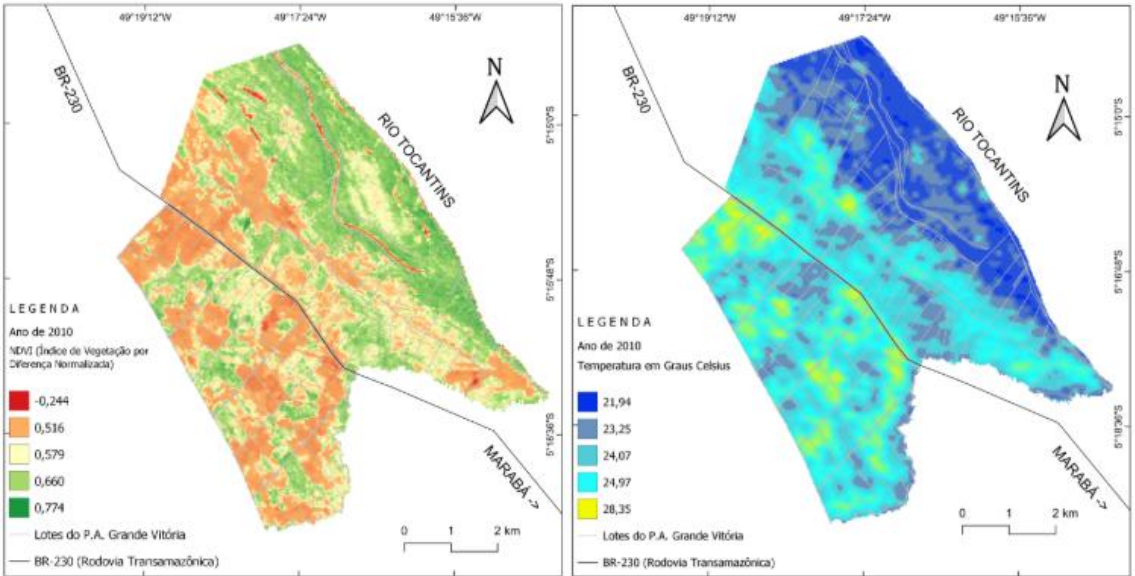 49°19'12"W
49°17'24"W
49°15'36"W
BR-230
N
RIO TOCANTINS
5°15'0"S
5°16'48"S
5°18'36"S
MARABÁ ->
LEGENDA
Ano de 2010
NDVI (Índice de Vegetação por
Diferença Normalizada)
-0,244
0,516
0,579
0,660
0,774
Lotes do P.A. Grande Vitória
BR-230 (Rodovia Transamazônica)
0 1 2 km
49°19'12"W
49°17'24"W
49°15'36"W
BR-230
N
RIO TOCANTINS
5°15'0"S
5°16'48"S
5°18'36"S
MARABÁ ->
LEGENDA
Ano de 2010
Temperatura em Graus Celsius
21,94
23,25
24,07
24,97
28,35
Lotes do P.A. Grande Vitória
BR-230 (Rodovia Transamazônica)
0 1 2 km